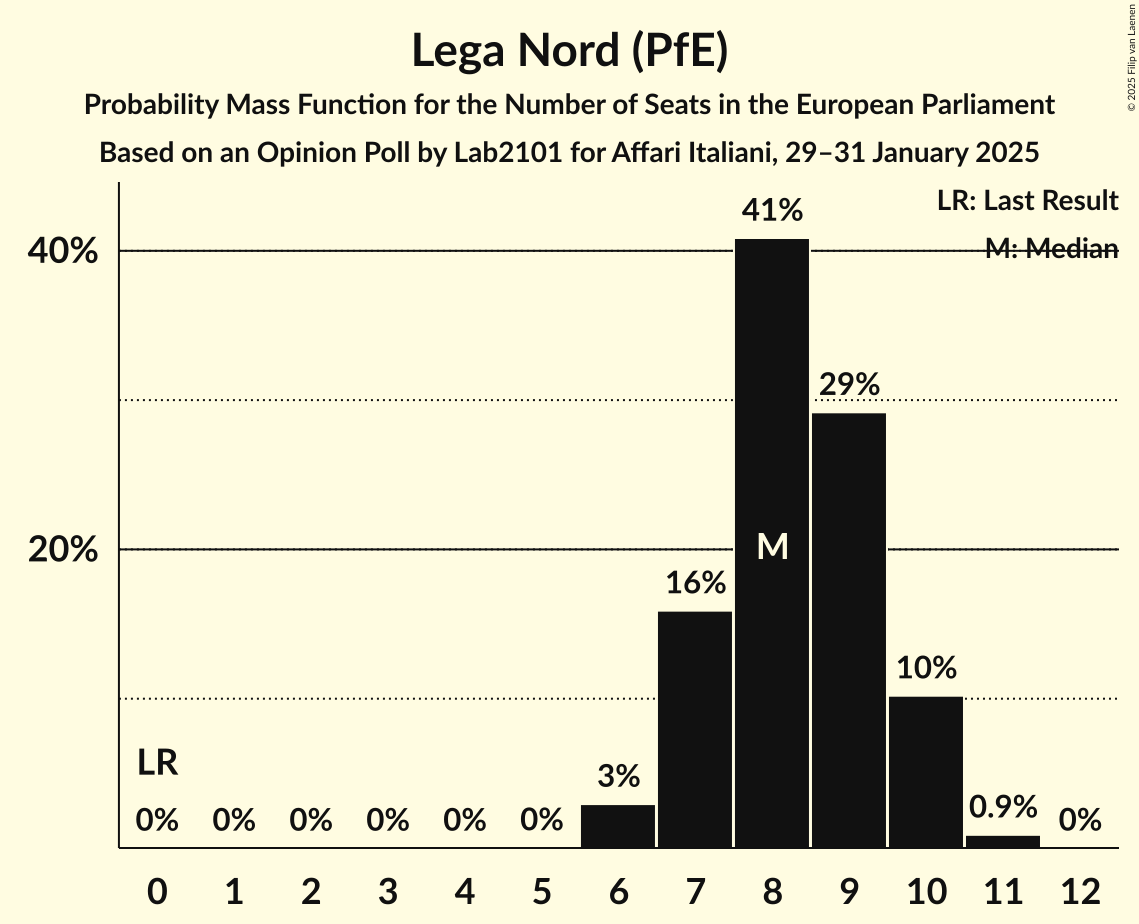 © 2025 Filip van Laenen
Lega Nord (PfE)
Probability Mass Function for the Number of Seats in the European Parliament
Based on an Opinion Poll by Lab2101 for Affari Italiani, 29–31 January 2025
LR: Last Result
M: Median
41%
40%
29%
M
20%
16%
10%
LR
3%
0% 0% 0% 0% 0% 0% 0.9% 0%
0 1 2 3 4 5 6 7 8 9 10 11 12